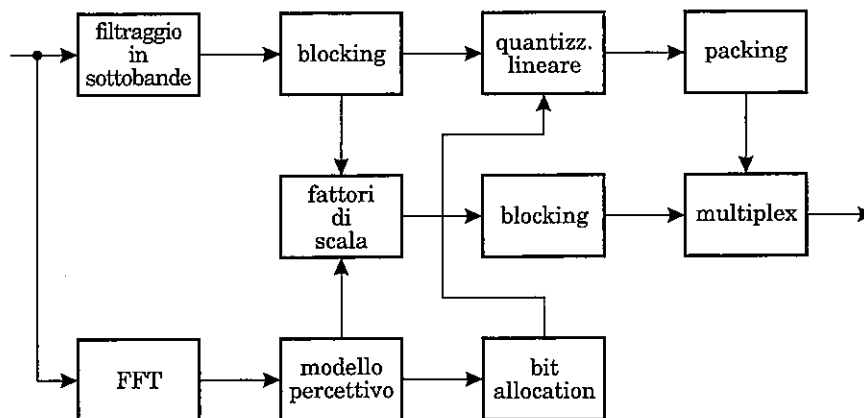 filtraggio
in
sottobande
blocking
quantizz.
lineare
packing
fattori
di
scala
blocking
multiplex
FFT
modello
percettivo
bit
allocation